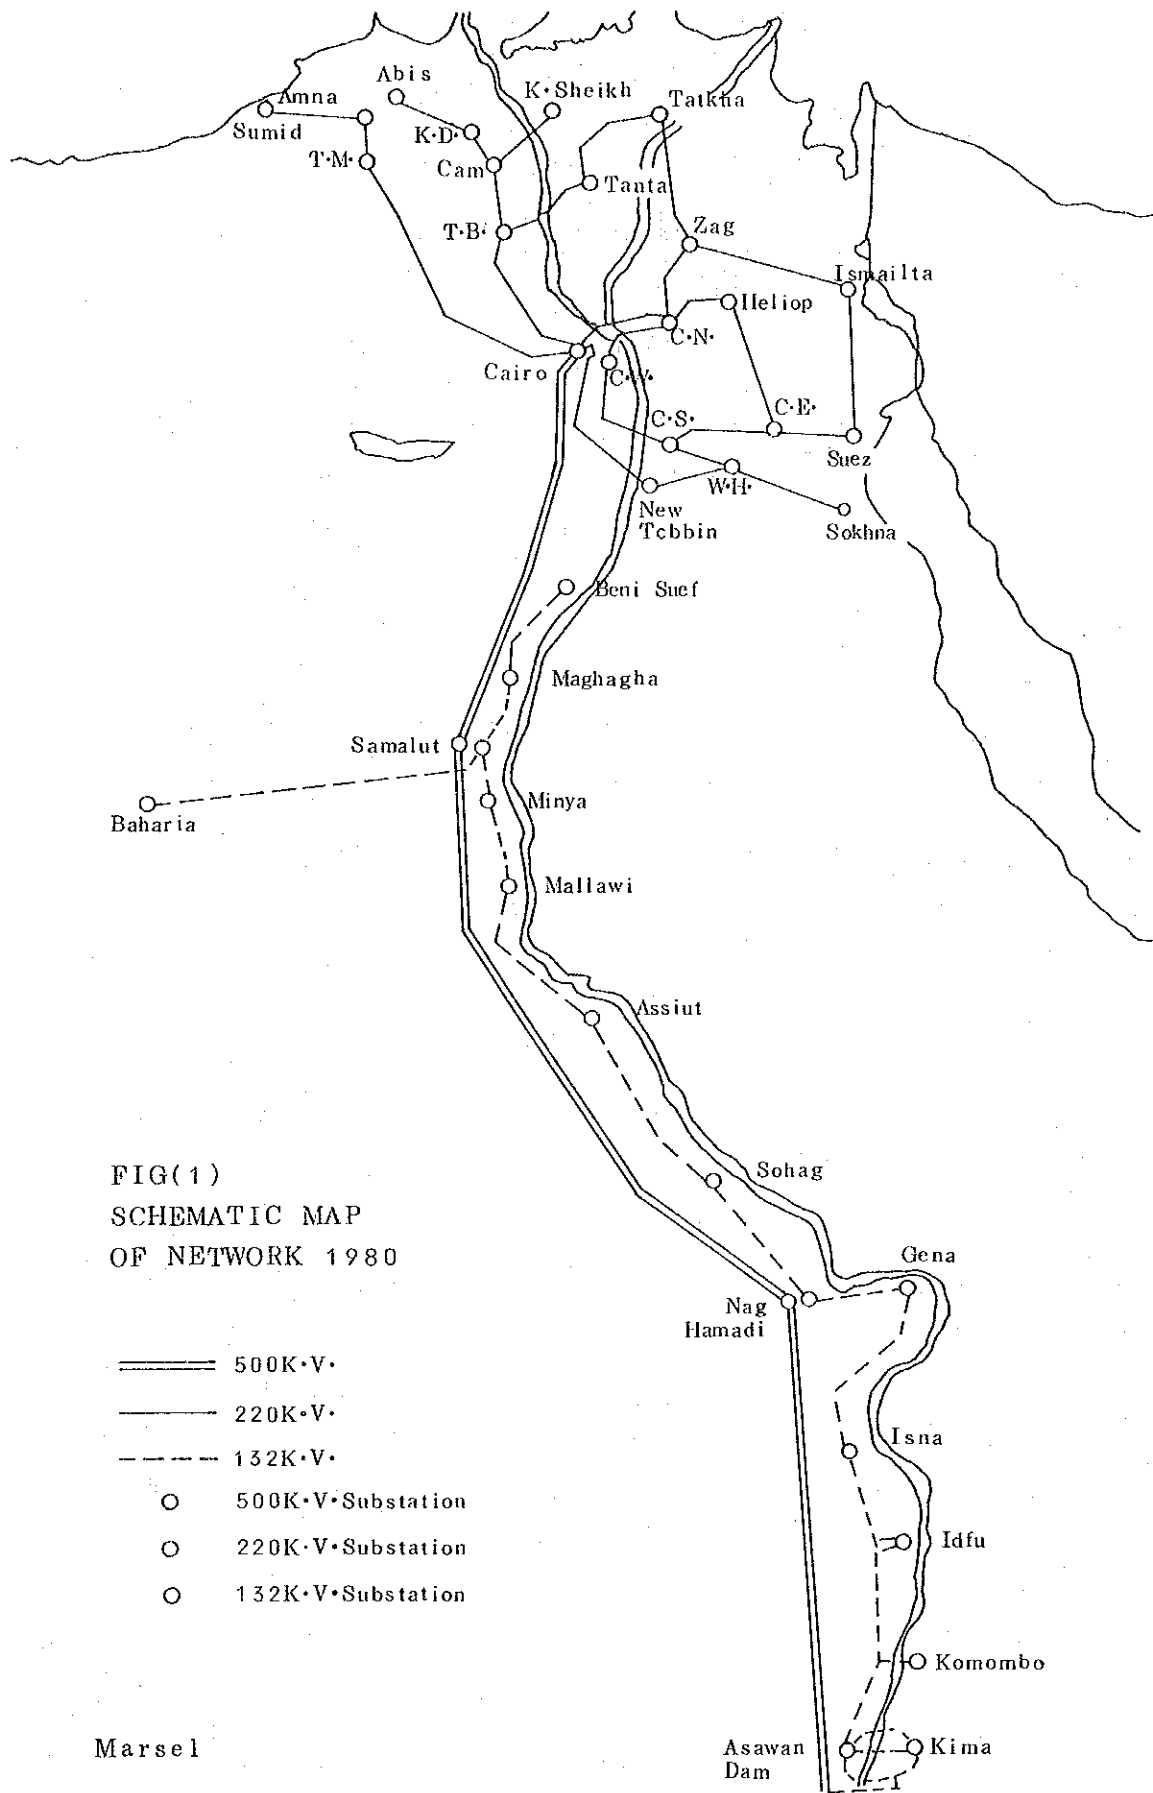 Abis
K·Sheikh
Tatkha
Amna
Sumid
K·D·
T·M·
Cam
Tanta
T·B·
Zag
Ismailta
Heliop
C·N·
Cairo
C·S·
C·E·
Suez
W·H·
New
Tebbin
Sokhna
Beni Suef
Maghagha
Samalut
Minya
Baharia
Mallawi
Assiut
FIG(1)
SCHEMATIC MAP
OF NETWORK 1980
Sohag
Gena
Nag
Hamadi
500K·V·
220K·V·
132K·V·
Isna
500K·V·Substation
220K·V·Substation
132K·V·Substation
Idfu
Komombo
Marsel
Asawan
Dam
Kima